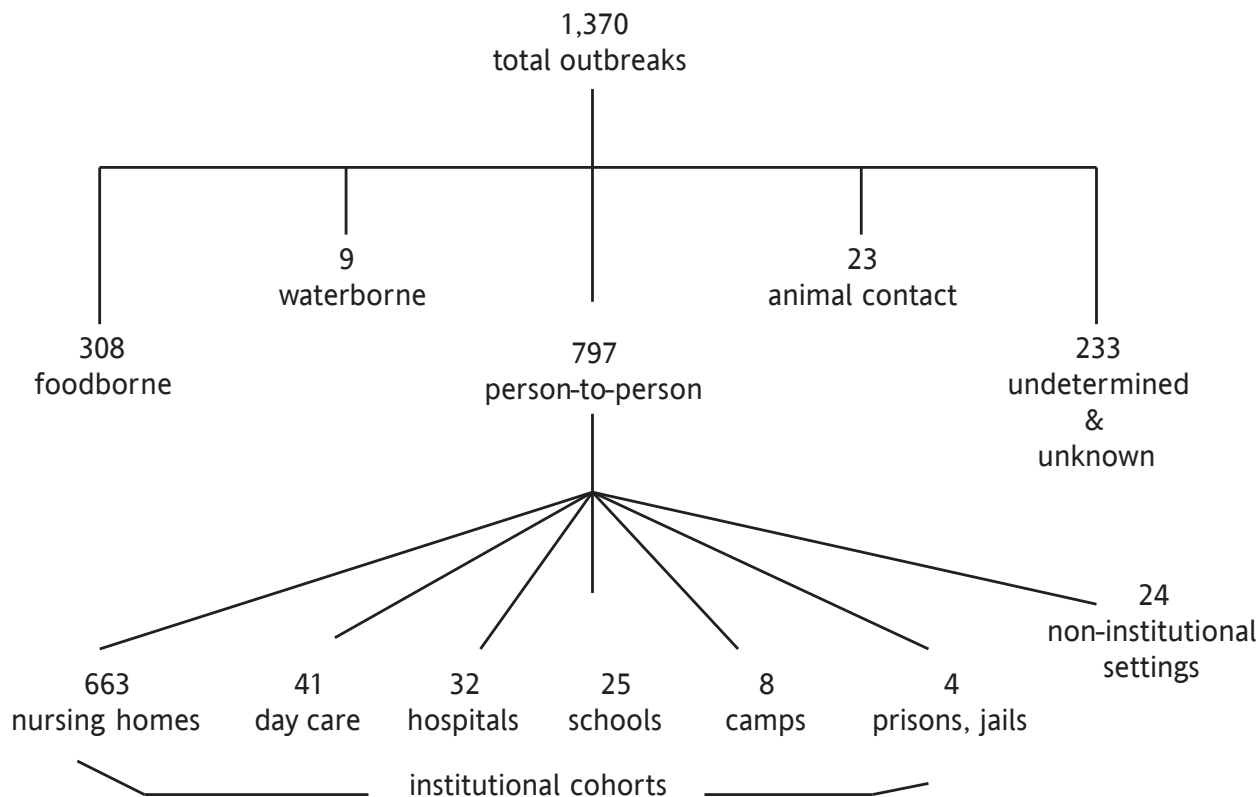 1,370
total outbreaks
9
waterborne
23
animal contact
308
foodborne
797
person-to-person
233
undetermined
&
unknown
24
non-institutional
settings
663
nursing homes
41
day care
32
hospitals
25
schools
8
camps
4
prisons, jails
institutional cohorts